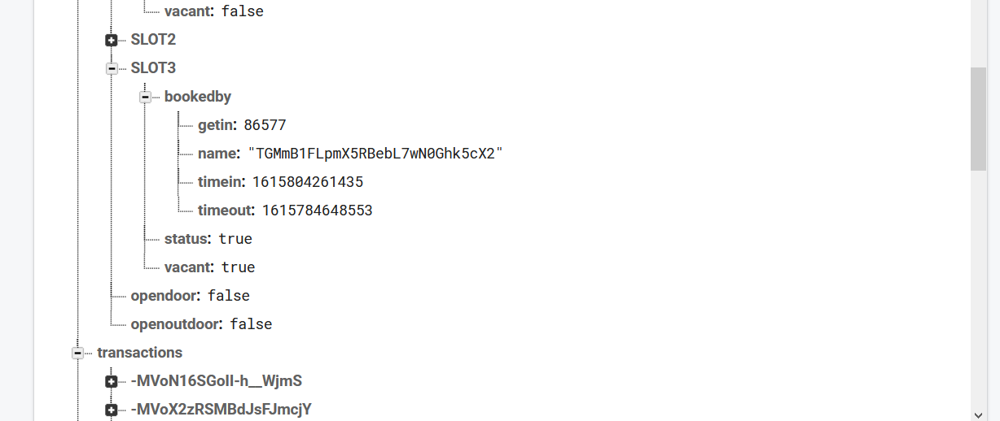 vacant: false
SLOT2
SLOT3
bookedby
getin: 86577
name: "TGMmB1FLpmX5RBebL7wN0Ghk5cX2"
timein: 1615804261435
timeout: 1615784648553
status: true
vacant: true
opendoor: false
openoutdoor: false
transactions
-MVoN16SGoII-h__WjmS
-MVoX2zRSMBdJsFJmcjY